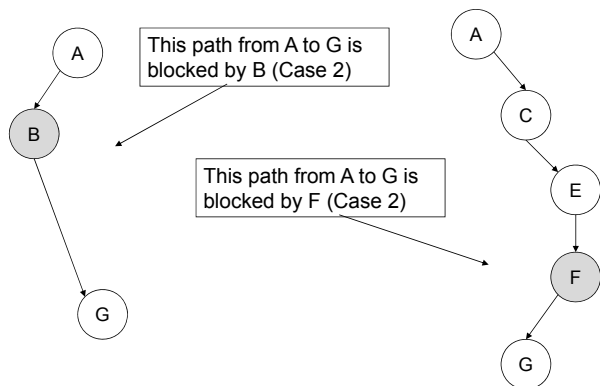 A
This path from A to G is
blocked by B (Case 2)
B
G
A
C
This path from A to G is
blocked by F (Case 2)
E
F
G